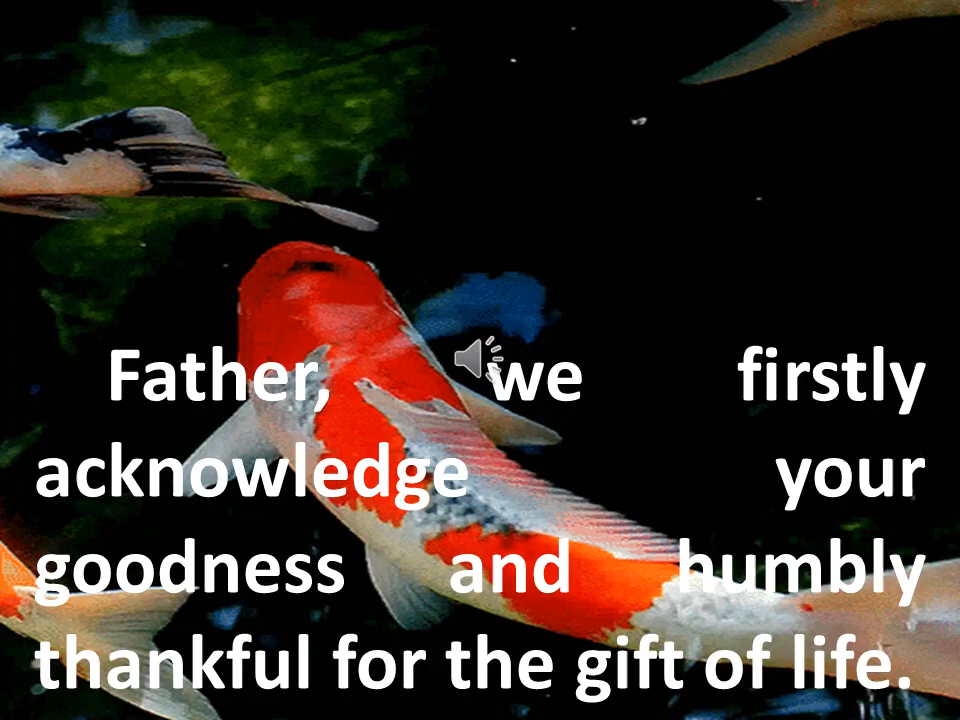 Father, we firstly
acknowledge your
goodness and humbly
thankful for the gift of life.